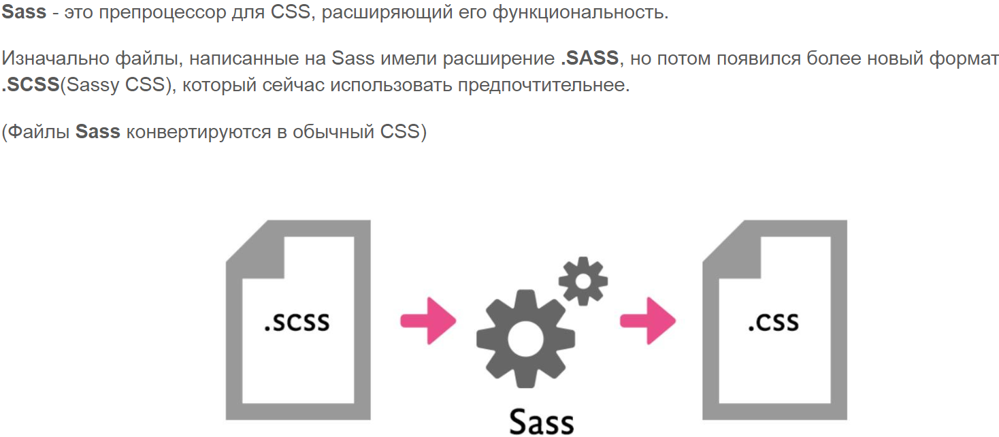 Sass - это препроцессор для CSS, расширяющий его функциональность.
Изначально файлы, написанные на Sass имели расширение .SASS, но потом появился более новый формат
.SCSS(Sassy CSS), который сейчас использовать предпочтительнее.
(Файлы Sass конвертируются в обычный CSS)
.SCSS
.CSS
Sass